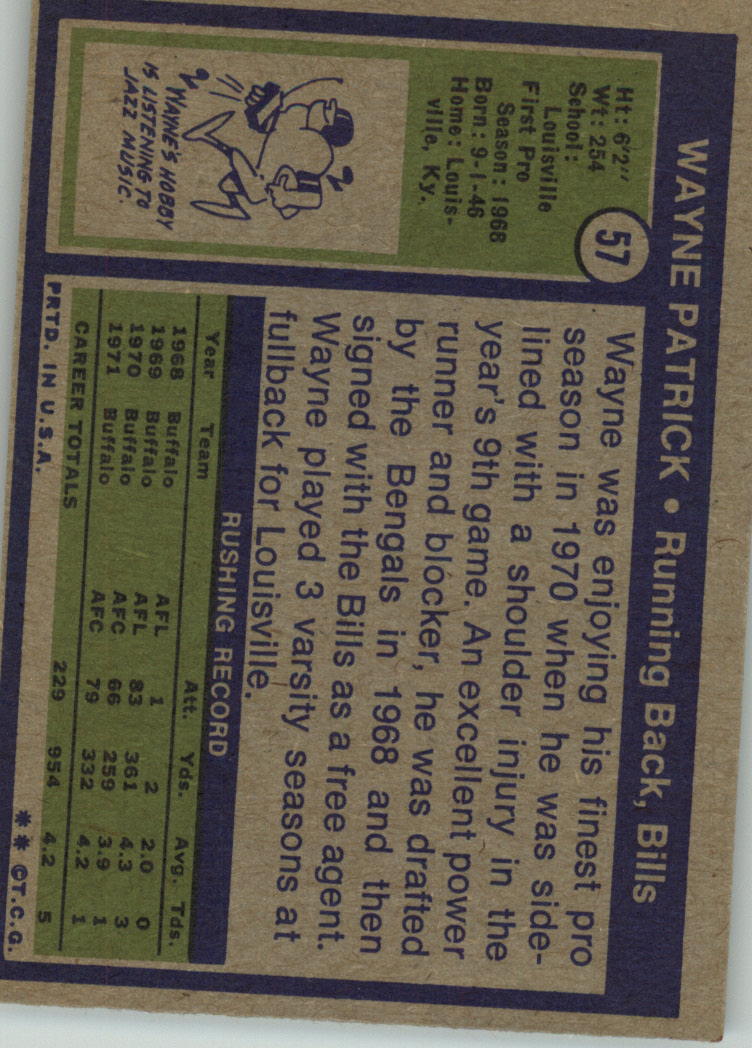 WAYNE PATRICK • Running Back, Bills
57
Ht: 6'2"
Wt: 254
School:
Louisville
First Pro
Season: 1968
Born: 9-1-46
Home: Louis-
ville, Ky.
WAYNE'S HOBBY
IS LISTENING TO
JAZZ MUSIC.
Wayne was enjoying his finest pro
season in 1970 when he was side-
lined with a shoulder injury in the
year's 9th game. An excellent power
runner and blocker, he was drafted
by the Bengals in 1968 and then
signed with the Bills as a free agent.
Wayne played 3 varsity seasons at
fullback for Louisville.
RUSHING RECORD
Year Team Att. Yds. Avg. Tds.
1968 Buffalo AFL 1 2 2.0 0
1969 Buffalo AFL 83 361 4.3 3
1970 Buffalo AFC 66 259 3.9 1
1971 Buffalo AFC 79 332 4.2 1
CAREER TOTALS 229 954 4.2 5
PRTD. IN U.S.A. ** ©T.C.G.